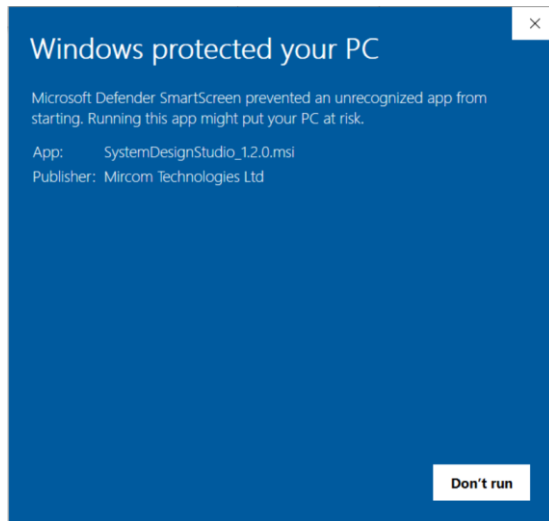 Windows protected your PC
Microsoft Defender SmartScreen prevented an unrecognized app from
starting. Running this app might put your PC at risk.
App: SystemDesignStudio_1.2.0.msi
Publisher: Mircom Technologies Ltd
Don't run